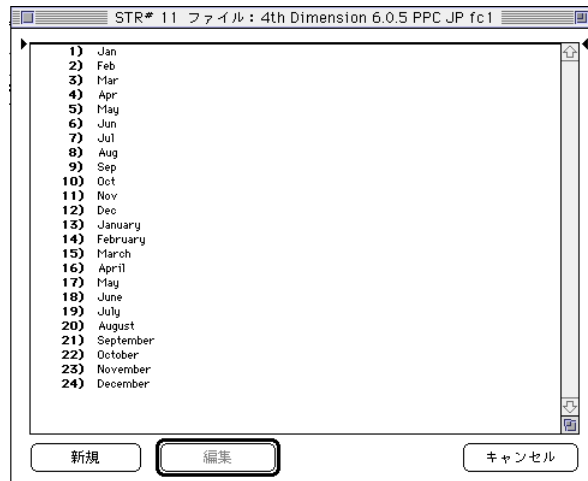 STR# 11 ファイル：4th Dimension 6.0.5 PPC JP fc1
1) Jan
2) Feb
3) Mar
4) Apr
5) May
6) Jun
7) Jul
8) Aug
9) Sep
10) Oct
11) Nov
12) Dec
13) January
14) February
15) March
16) April
17) May
18) June
19) July
20) August
21) September
22) October
23) November
24) December
新規 編集 キャンセル